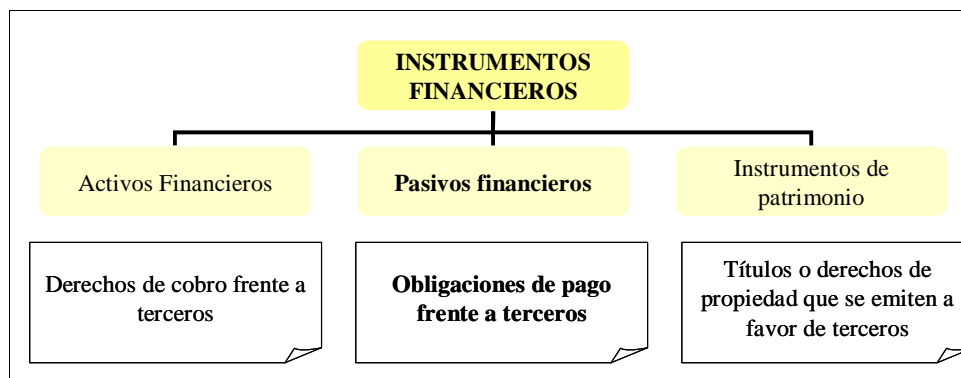 INSTRUMENTOS
FINANCIEROS
Activos Financieros
Pasivos financieros
Instrumentos de
patrimonio
Derechos de cobro frente a
terceros
Obligaciones de pago
frente a terceros
Títulos o derechos de
propiedad que se emiten a
favor de terceros